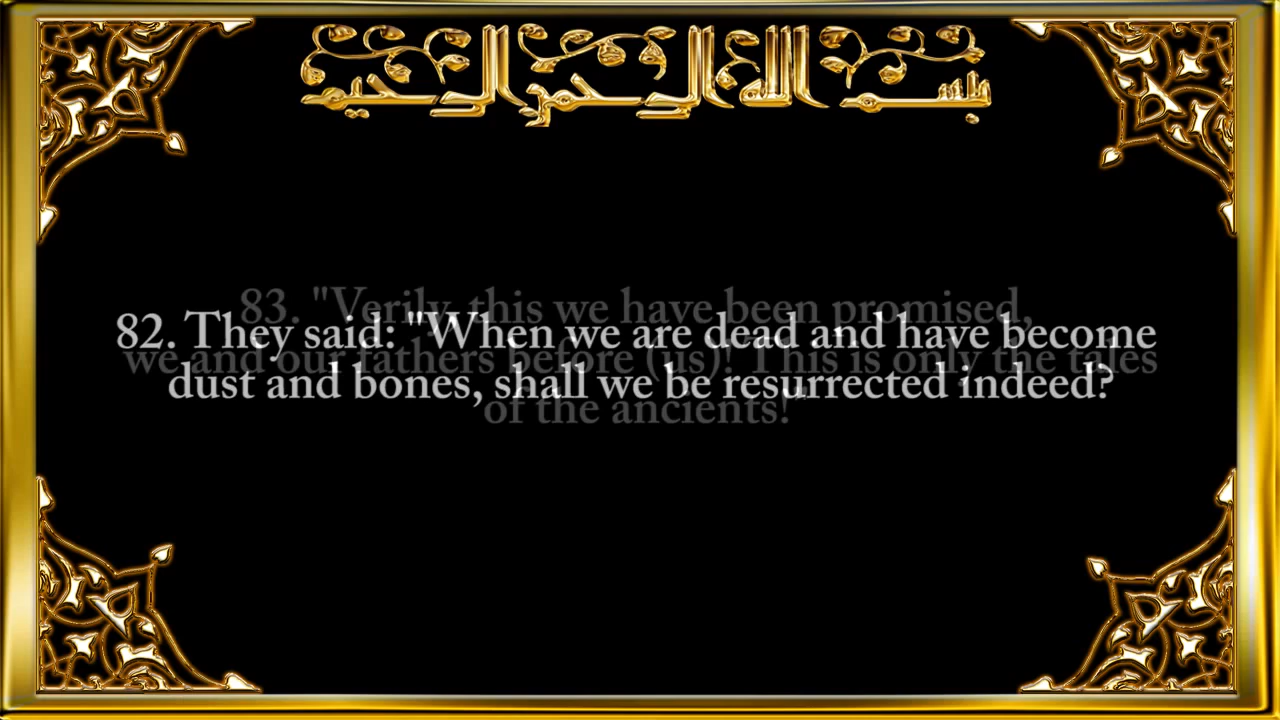 بسم الله الرحمن الرحيم
82. They said: "When we are dead and have become
dust and bones, shall we be resurrected indeed?
83. "Verily, this we have been promised,
we and our fathers before (us)! This is only the tales
of the ancients!"